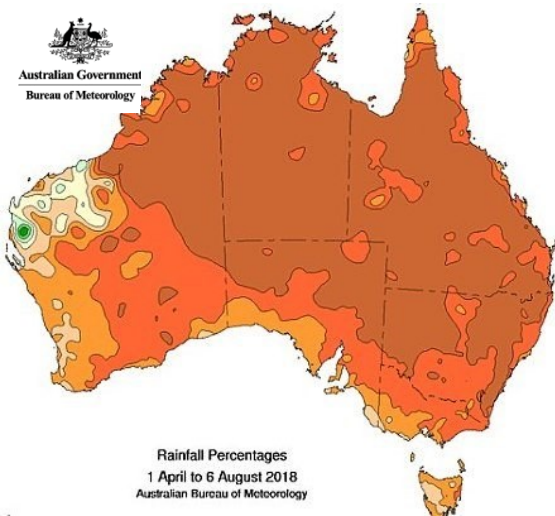 Australian Government
Bureau of Meteorology
Rainfall Percentages
1 April to 6 August 2018
Australian Bureau of Meteorology